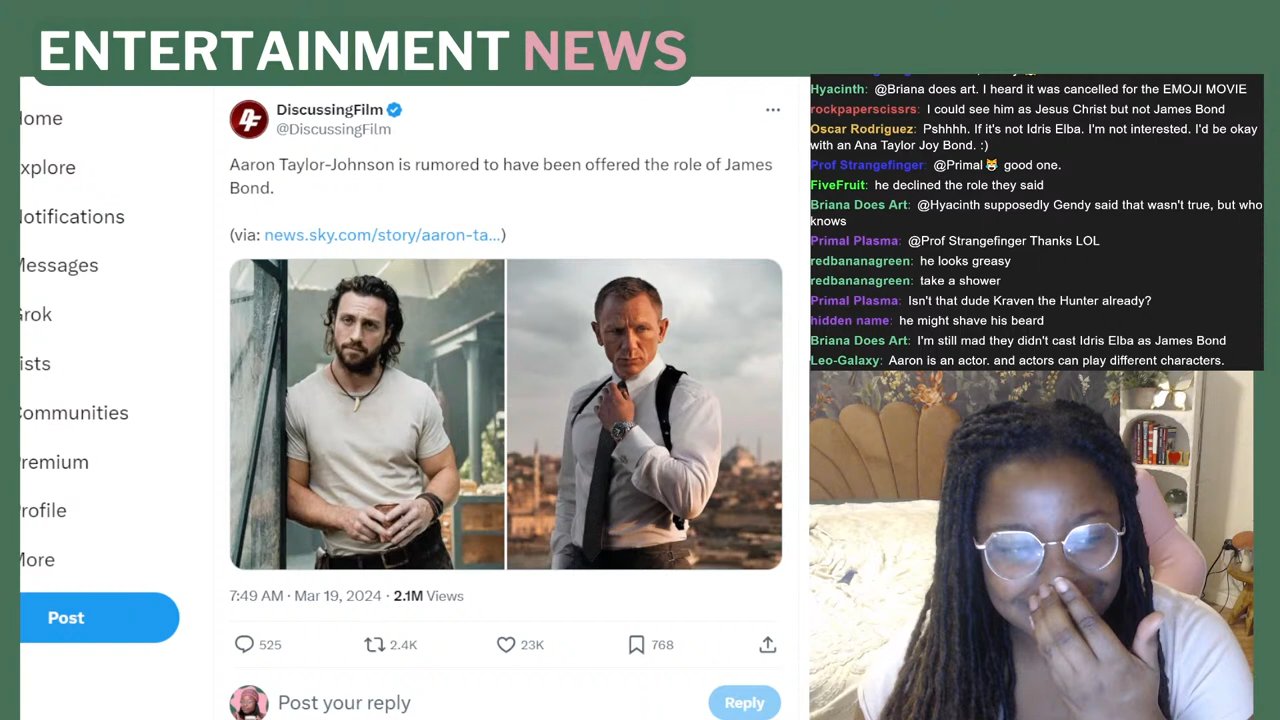 ENTERTAINMENT NEWS
ome
xplore
otifications
Messages
rok
ists
ommunities
remium
rofile
More
Post
DiscussingFilm
@DiscussingFilm
Aaron Taylor-Johnson is rumored to have been offered the role of James
Bond.
(via: news.sky.com/story/aaron-ta...)
7:49 AM · Mar 19, 2024 · 2.1M Views
525 2.4K 23K 768
Post your reply
Reply
Hyacinth: @Briana does art. I heard it was cancelled for the EMOJI MOVIE
rockpaperscissrs: I could see him as Jesus Christ but not James Bond
Oscar Rodriguez: Pshhhh. If it's not Idris Elba. I'm not interested. I'd be okay
with an Ana Taylor Joy Bond. :)
Prof Strangefinger: @Primal 😹 good one.
FiveFruit: he declined the role they said
Briana Does Art: @Hyacinth supposedly Gendy said that wasn't true, but who
knows
Primal Plasma: @Prof Strangefinger Thanks LOL
redbananagreen: he looks greasy
redbananagreen: take a shower
Primal Plasma: Isn't that dude Kraven the Hunter already?
hidden name: he might shave his beard
Briana Does Art: I'm still mad they didn't cast Idris Elba as James Bond
Leo-Galaxy: Aaron is an actor. and actors can play different characters.